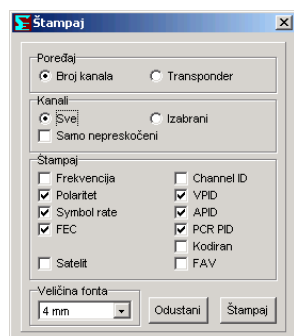 Štampaj
Poređaj
Broj kanala Transponder
Kanali
Sve Izabrani
Samo nepreskočeni
Štampaj
Frekvencija Channel ID
Polaritet VPID
Symbol rate APID
FEC PCR PID
Kodiran
Satelit FAV
Veličina fonta
4 mm Odustani Štampaj